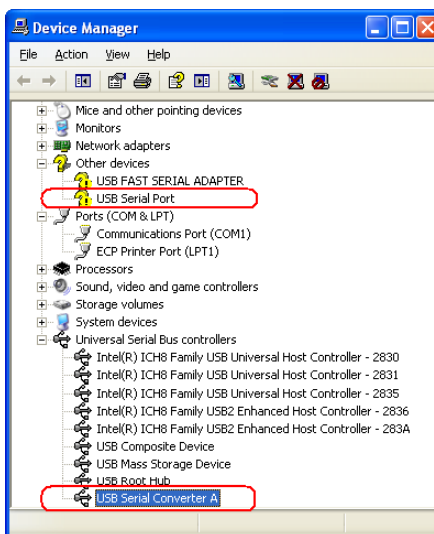 Device Manager
File Action View Help
Mice and other pointing devices
Monitors
Network adapters
Other devices
USB FAST SERIAL ADAPTER
USB Serial Port
Ports (COM & LPT)
Communications Port (COM1)
ECP Printer Port (LPT1)
Processors
Sound, video and game controllers
Storage volumes
System devices
Universal Serial Bus controllers
Intel(R) ICH8 Family USB Universal Host Controller - 2830
Intel(R) ICH8 Family USB Universal Host Controller - 2831
Intel(R) ICH8 Family USB Universal Host Controller - 2835
Intel(R) ICH8 Family USB2 Enhanced Host Controller - 2836
Intel(R) ICH8 Family USB2 Enhanced Host Controller - 283A
USB Composite Device
USB Mass Storage Device
USB Root Hub
USB Serial Converter A